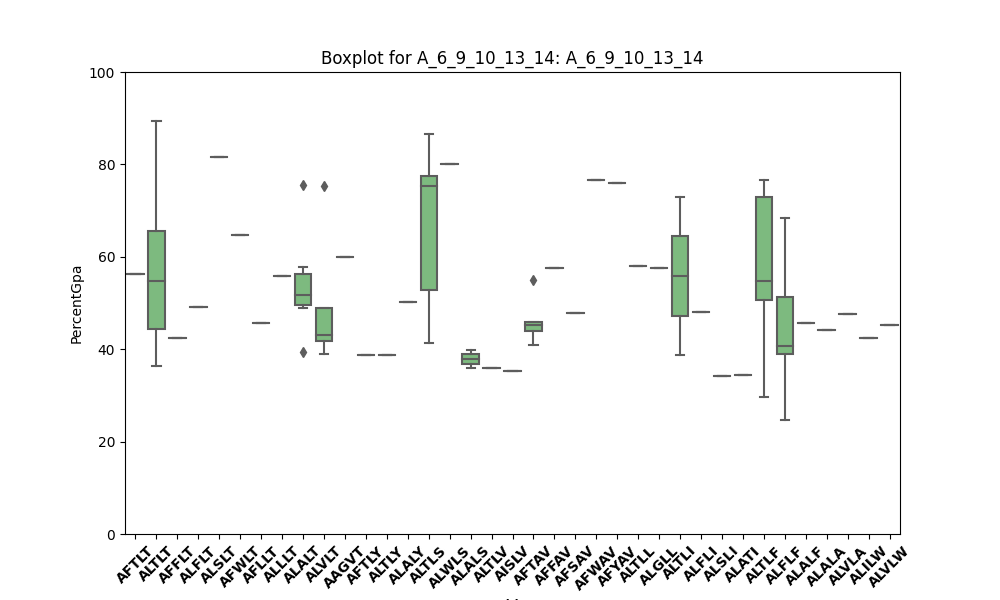 Boxplot for A_6_9_10_13_14: A_6_9_10_13_14
PercentGpa
100
80
60
40
20
0
AFTLT
ALTLT
AFFLT
ALFLT
ALSLT
AFWLT
AFLLT
ALLLT
ALALT
ALVLT
AAGVT
AFTLY
ALTLY
ALALY
ALTLS
ALWLS
ALALS
ALTLV
AISLV
AFTAV
AFFAV
AFSAV
AFWAV
AFYAV
ALTLL
ALGLL
ALTLI
ALFLI
ALSLI
ALATI
ALTLF
ALFLF
ALALF
ALALA
ALVLA
ALILW
ALVLW